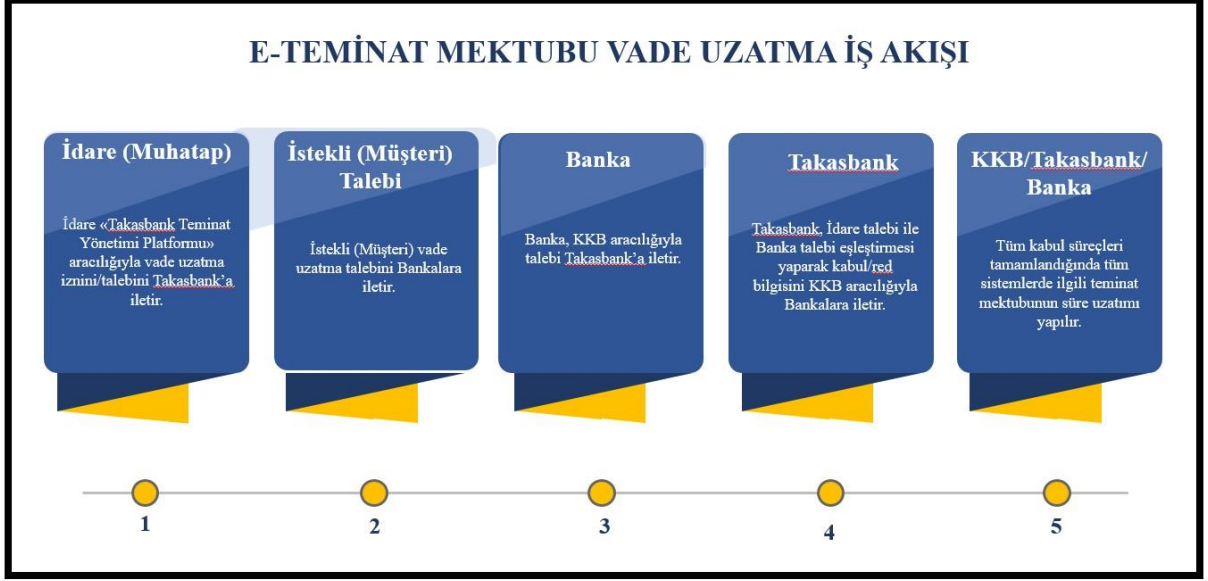 E-TEMİNAT MEKTUBU VADE UZATMA İŞ AKIŞI
İdare (Muhatap)
İdare «Takasbank Teminat
Yönetimi Platformu»
aracılığıyla vade uzatma
iznini/talebini Takasbank’a
iletir.
İstekli (Müşteri)
Talebi
İstekli (Müşteri) vade
uzatma talebini Bankalara
iletir.
Banka
Banka, KKB aracılığıyla
talebi Takasbank’a iletir.
Takasbank
Takasbank, İdare talebi ile
Banka talebi eşleştirmesi
yaparak kabul/red
bilgisini KKB aracılığıyla
Bankalara iletir.
KKB/Takasbank/
Banka
Tüm kabul süreçleri
tamamlandığında tüm
sistemlerde ilgili teminat
mektubunun süre uzatımı
yapılır.
1
2
3
4
5